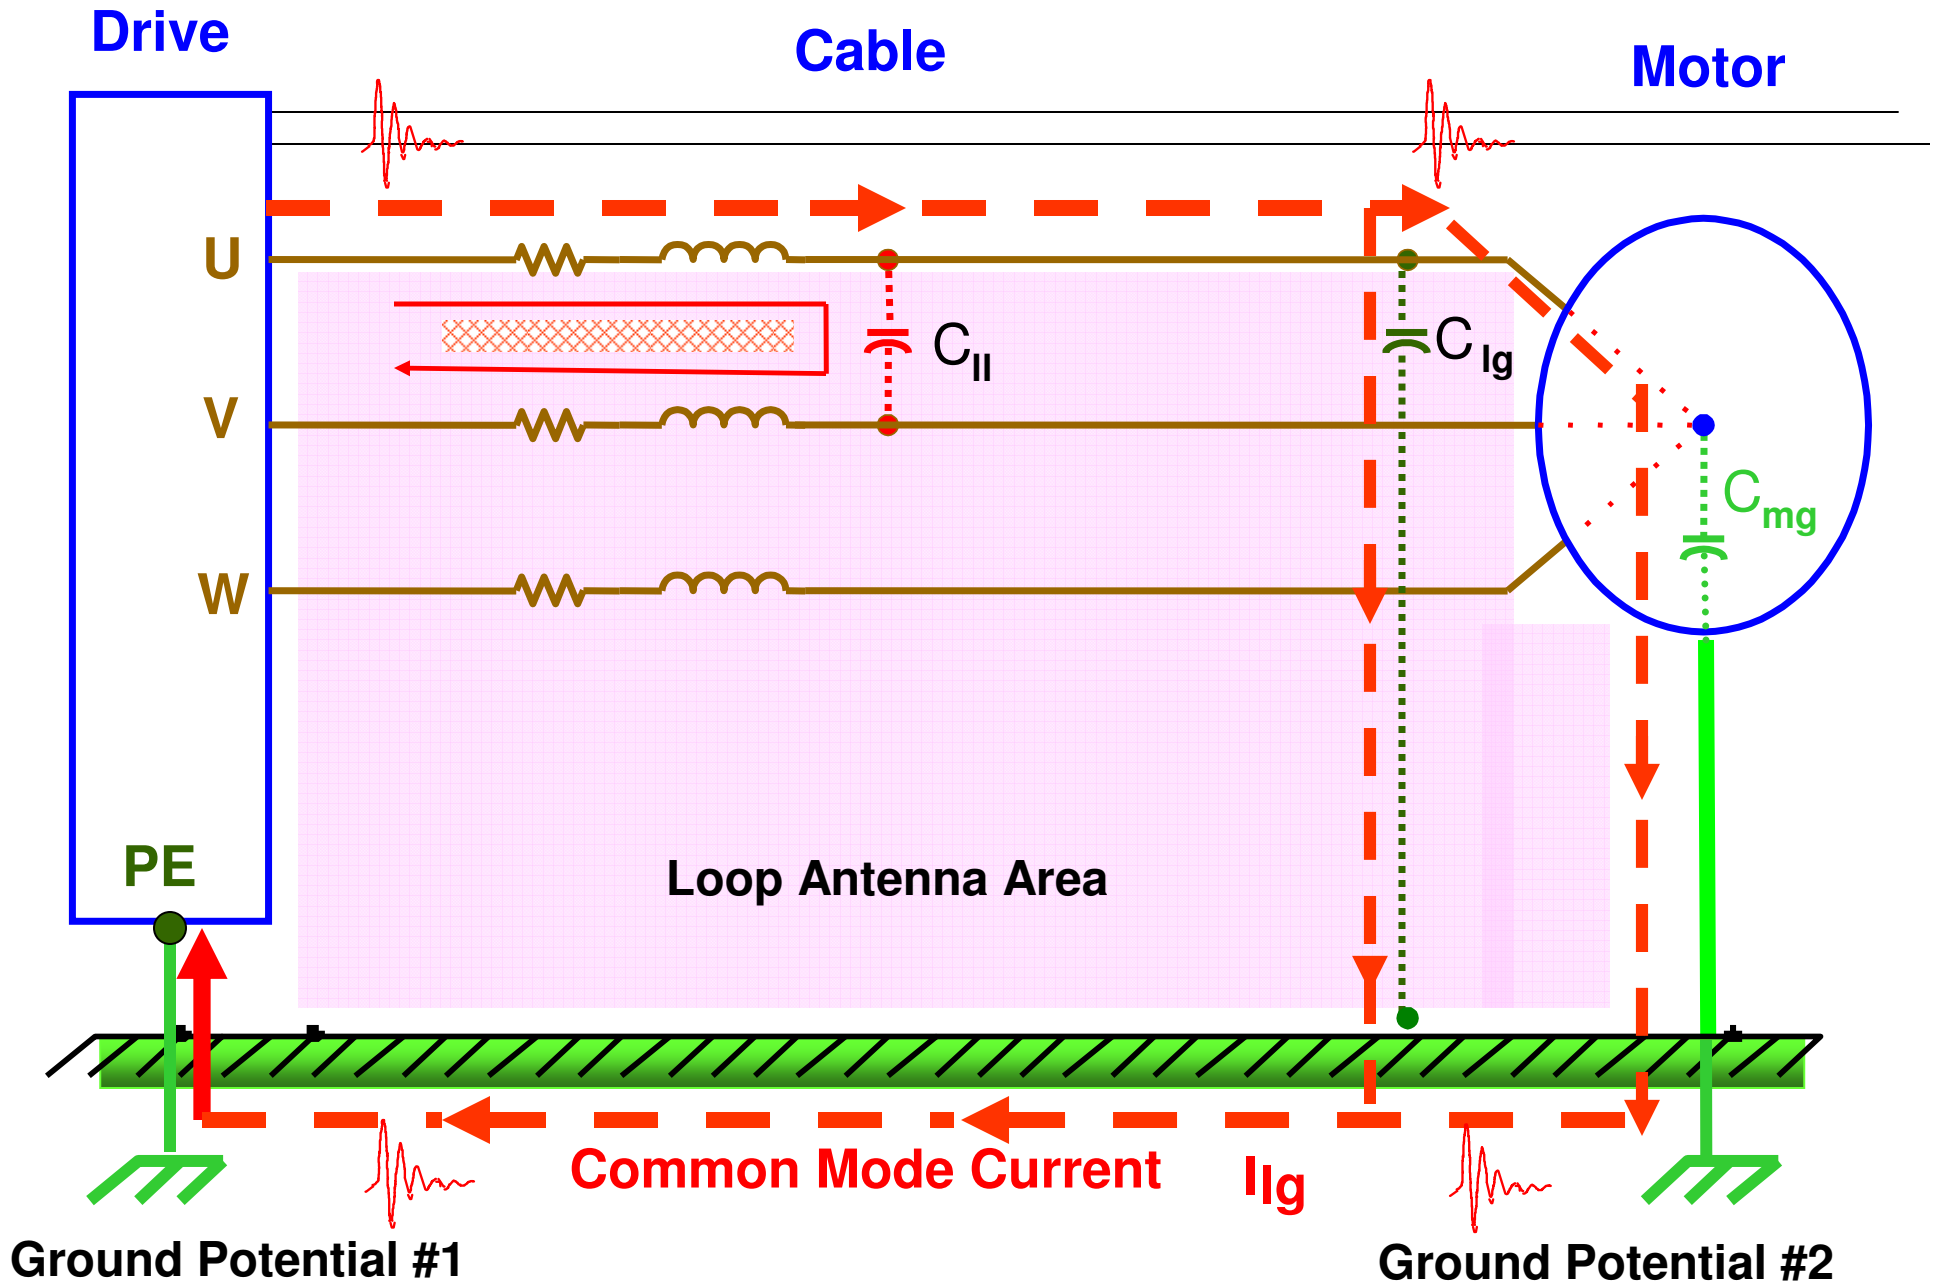 Drive
Cable
Motor
U
C ll
C lg
V
C mg
W
PE
Loop Antenna Area
Common Mode Current I lg
Ground Potential #1
Ground Potential #2